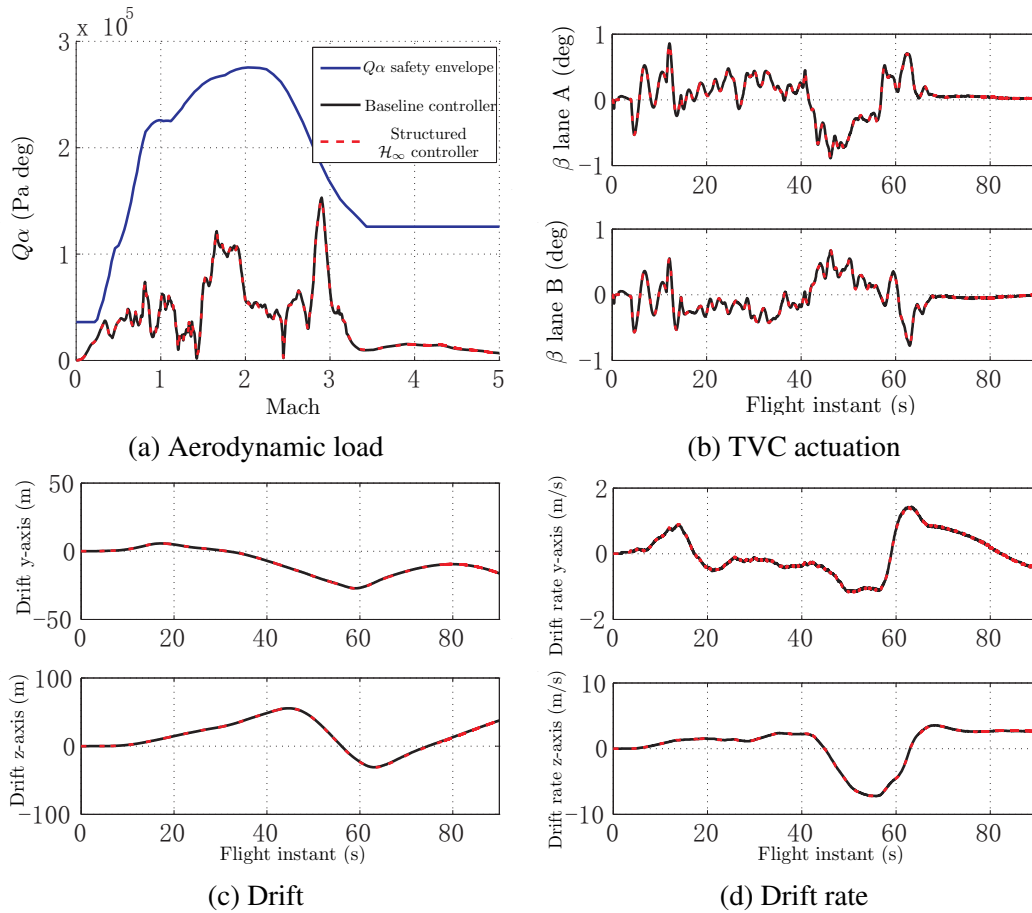 x 10⁵
3
2
1
0
Qα (Pa deg)
Qα safety envelope
Baseline controller
Structured
H∞ controller
0 1 2 3 4 5
Mach
(a) Aerodynamic load
1
0
−1
β lane A (deg)
0 20 40 60 80
1
0
−1
β lane B (deg)
0 20 40 60 80
Flight instant (s)
(b) TVC actuation
50
0
−50
Drift y-axis (m)
0 20 40 60 80
100
0
−100
Drift z-axis (m)
0 20 40 60 80
Flight instant (s)
(c) Drift
2
0
−2
Drift rate y-axis (m/s)
0 20 40 60 80
10
0
−10
Drift rate z-axis (m/s)
0 20 40 60 80
Flight instant (s)
(d) Drift rate